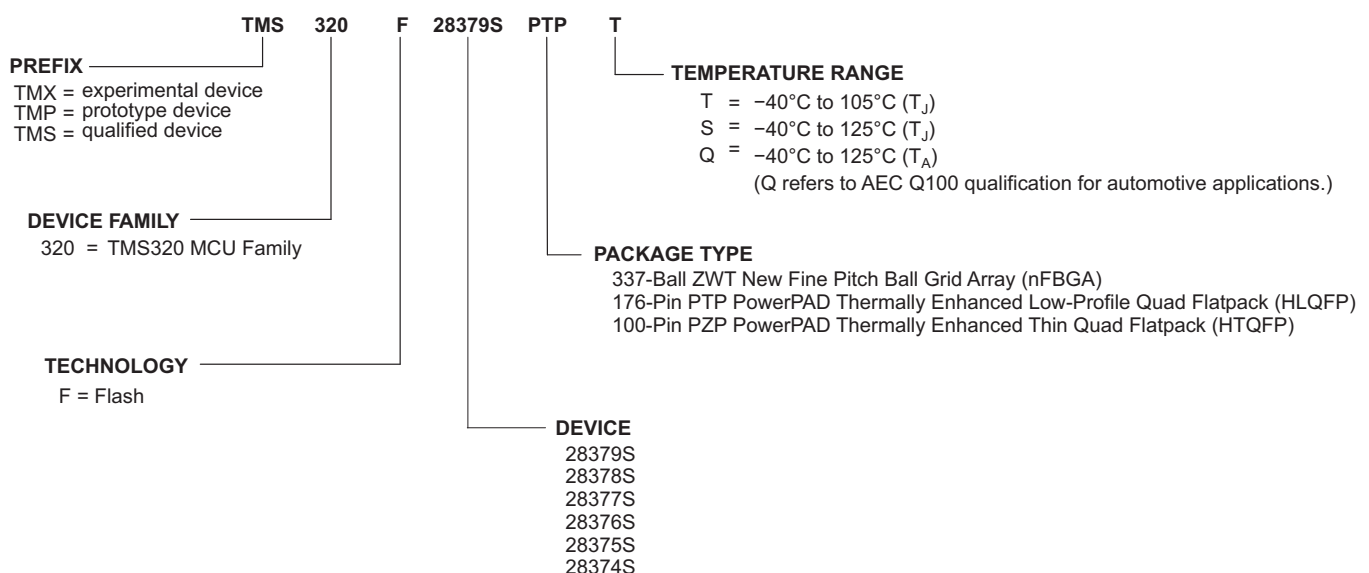 TMS 320 F 28379S PTP T
PREFIX
TMX = experimental device
TMP = prototype device
TMS = qualified device
DEVICE FAMILY
320 = TMS320 MCU Family
TECHNOLOGY
F = Flash
DEVICE
28379S
28378S
28377S
28376S
28375S
28374S
PACKAGE TYPE
337-Ball ZWT New Fine Pitch Ball Grid Array (nFBGA)
176-Pin PTP PowerPAD Thermally Enhanced Low-Profile Quad Flatpack (HLQFP)
100-Pin PZP PowerPAD Thermally Enhanced Thin Quad Flatpack (HTQFP)
TEMPERATURE RANGE
T = −40°C to 105°C (TJ)
S = −40°C to 125°C (TJ)
Q = −40°C to 125°C (TA)
(Q refers to AEC Q100 qualification for automotive applications.)